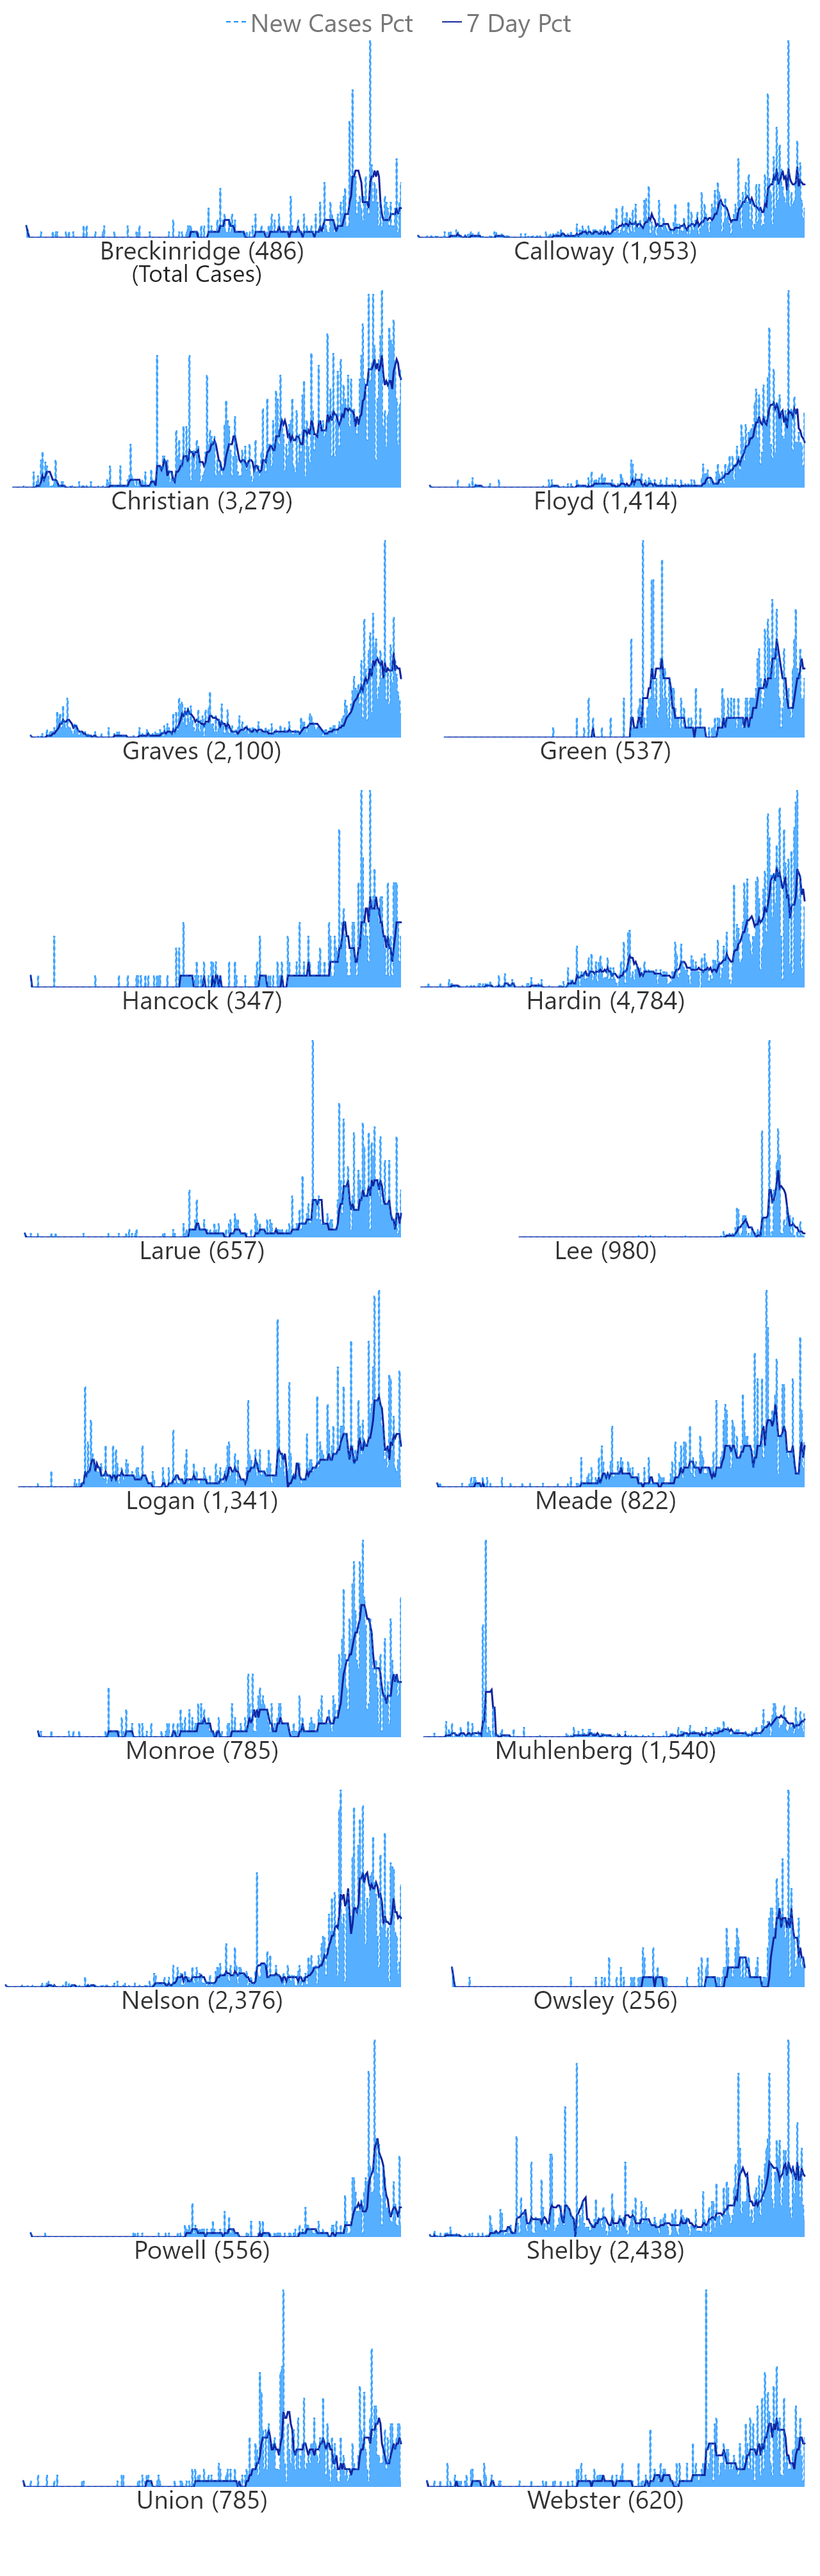 New Cases Pct 7 Day Pct
Breckinridge (486) Calloway (1,953)
(Total Cases)
Christian (3,279) Floyd (1,414)
Graves (2,100) Green (537)
Hancock (347) Hardin (4,784)
Larue (657) Lee (980)
Logan (1,341) Meade (822)
Monroe (785) Muhlenberg (1,540)
Nelson (2,376) Owsley (256)
Powell (556) Shelby (2,438)
Union (785) Webster (620)